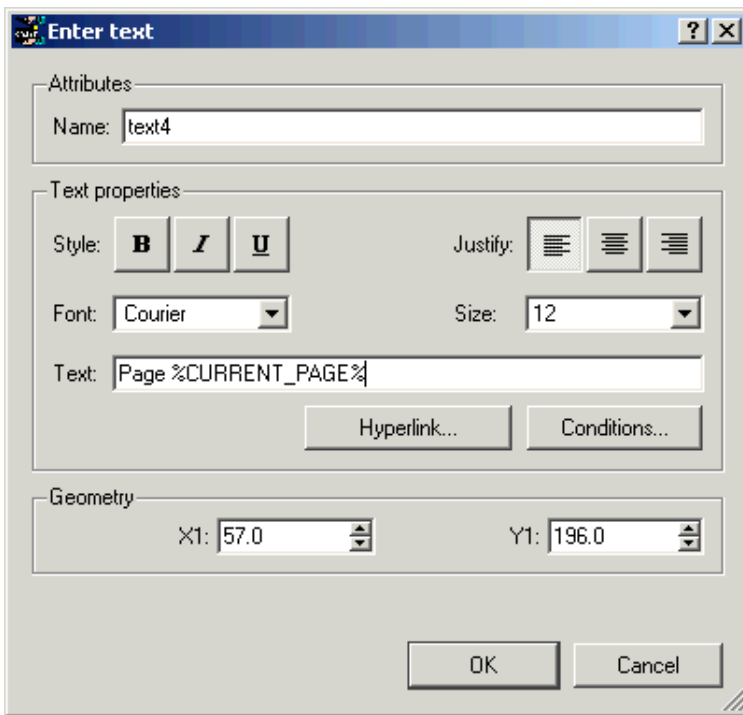 Enter text
Attributes
Name: text4
Text properties
Style: B I U Justify:
Font: Courier Size: 12
Text: Page %CURRENT_PAGE%
Hyperlink... Conditions...
Geometry
X1: 57.0 Y1: 196.0
OK Cancel